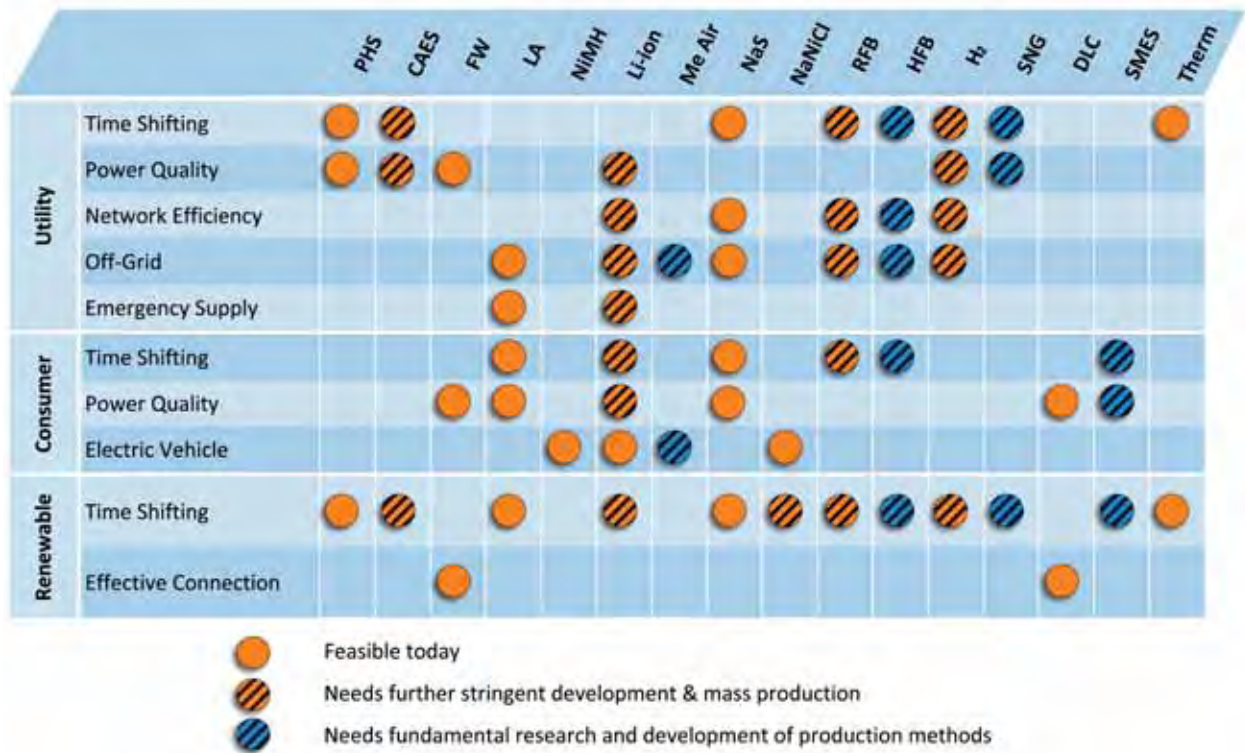 PHS CAES FW LA NiMH Li-ion Me Air NaS NaNiCl RFB HFB H₂ SNG DLC SMES Therm
Utility
Time Shifting
Power Quality
Network Efficiency
Off-Grid
Emergency Supply
Consumer
Time Shifting
Power Quality
Electric Vehicle
Renewable
Time Shifting
Effective Connection
Feasible today
Needs further stringent development & mass production
Needs fundamental research and development of production methods